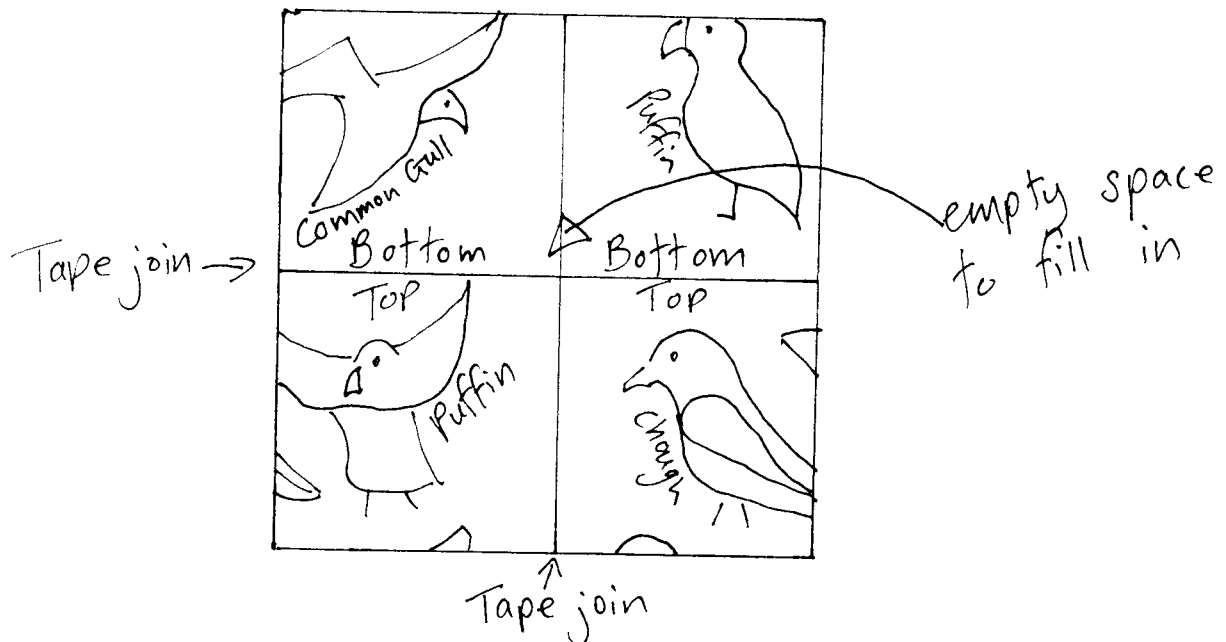 Common Gull
Puffin
Bottom
Bottom
empty space
to fill in
Tape join
Top
Top
Puffin
Chough
Tape join